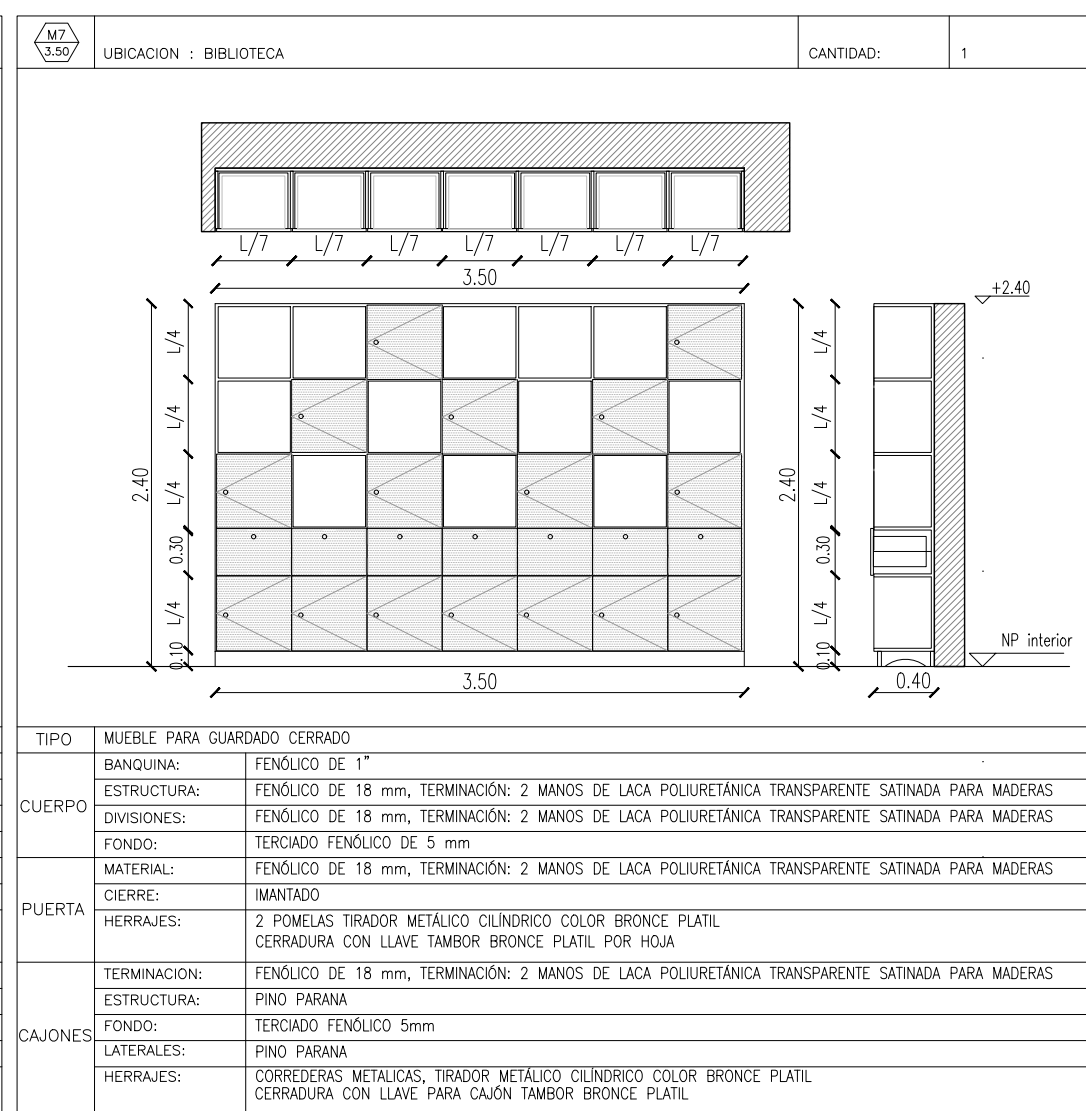 M7
3.50
UBICACION : BIBLIOTECA
CANTIDAD:
1
L/7 L/7 L/7 L/7 L/7 L/7 L/7
3.50
+2.40
L/4 L/4
L/4 L/4
2.40 L/4 2.40 L/4
0.30 0.30
L/4 L/4
0.10 0.10
NP interior
3.50
0.40
TIPO MUEBLE PARA GUARDADO CERRADO
CUERPO
BANQUINA: FENÓLICO DE 1"
ESTRUCTURA: FENÓLICO DE 18 mm, TERMINACIÓN: 2 MANOS DE LACA POLIURETÁNICA TRANSPARENTE SATINADA PARA MADERAS
DIVISIONES: FENÓLICO DE 18 mm, TERMINACIÓN: 2 MANOS DE LACA POLIURETÁNICA TRANSPARENTE SATINADA PARA MADERAS
FONDO: TERCIADO FENÓLICO DE 5 mm
PUERTA
MATERIAL: FENÓLICO DE 18 mm, TERMINACIÓN: 2 MANOS DE LACA POLIURETÁNICA TRANSPARENTE SATINADA PARA MADERAS
CIERRE: IMANTADO
HERRAJES: 2 POMELAS TIRADOR METÁLICO CILÍNDRICO COLOR BRONCE PLATIL
CERRADURA CON LLAVE TAMBOR BRONCE PLATIL POR HOJA
CAJONES
TERMINACION: FENÓLICO DE 18 mm, TERMINACIÓN: 2 MANOS DE LACA POLIURETÁNICA TRANSPARENTE SATINADA PARA MADERAS
ESTRUCTURA: PINO PARANA
FONDO: TERCIADO FENÓLICO 5mm
LATERALES: PINO PARANA
HERRAJES: CORREDERAS METALICAS, TIRADOR METÁLICO CILÍNDRICO COLOR BRONCE PLATIL
CERRADURA CON LLAVE PARA CAJÓN TAMBOR BRONCE PLATIL